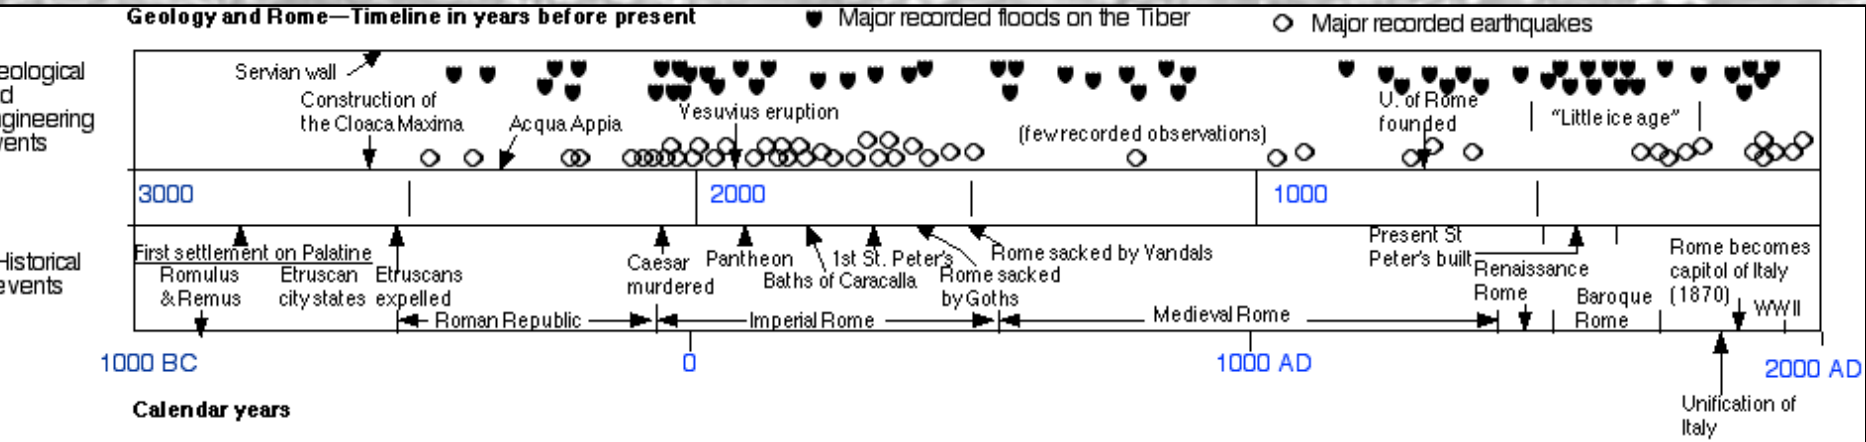 Geology and Rome—Timeline in years before present
Major recorded floods on the Tiber
Major recorded earthquakes
eological
d
gineering
vents
Servian wall
Construction of
the Cloaca Maxima
Acqua Appia
Vesuvius eruption
(few recorded observations)
U. of Rome
founded
"Little ice age"
3000
2000
1000
Historical
events
First settlement on Palatine
Romulus
& Remus
Etruscan
city states
Etruscans
expelled
Caesar
murdered
Pantheon
Baths of Caracalla
1st St. Peter's
Rome sacked
by Goths
Rome sacked by Vandals
Present St
Peter's built
Renaissance
Rome
Baroque
Rome
Rome becomes
capitol of Italy
(1870)
WWII
Roman Republic
Imperial Rome
Medieval Rome
1000 BC
0
1000 AD
2000 AD
Calendar years
Unification of
Italy